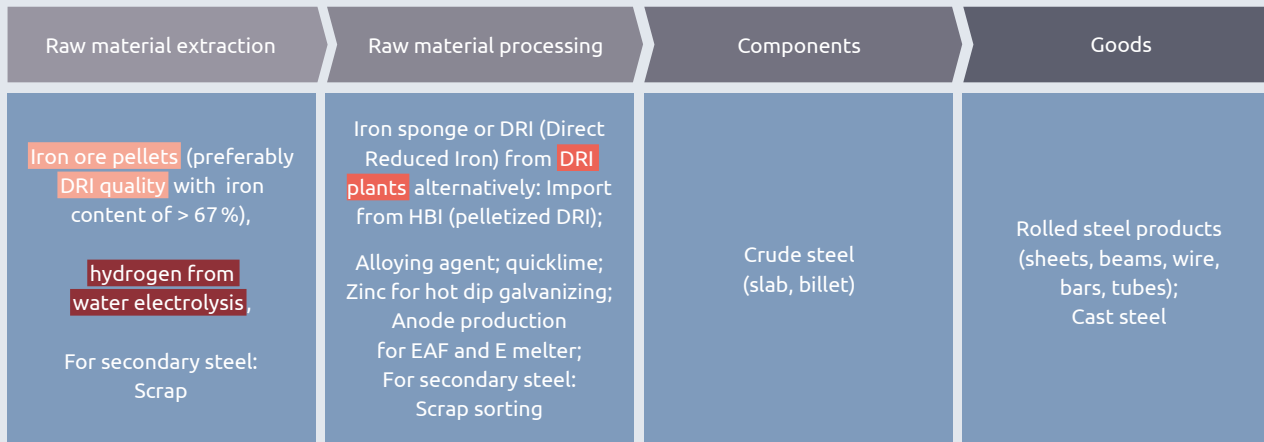 Raw material extraction
Raw material processing
Components
Goods
Iron ore pellets (preferably
DRI quality with iron
content of > 67 %),
hydrogen from
water electrolysis,
For secondary steel:
Scrap
Iron sponge or DRI (Direct
Reduced Iron) from DRI
plants alternatively: Import
from HBI (pelletized DRI);
Alloying agent; quicklime;
Zinc for hot dip galvanizing;
Anode production
for EAF and E melter;
For secondary steel:
Scrap sorting
Crude steel
(slab, billet)
Rolled steel products
(sheets, beams, wire,
bars, tubes);
Cast steel